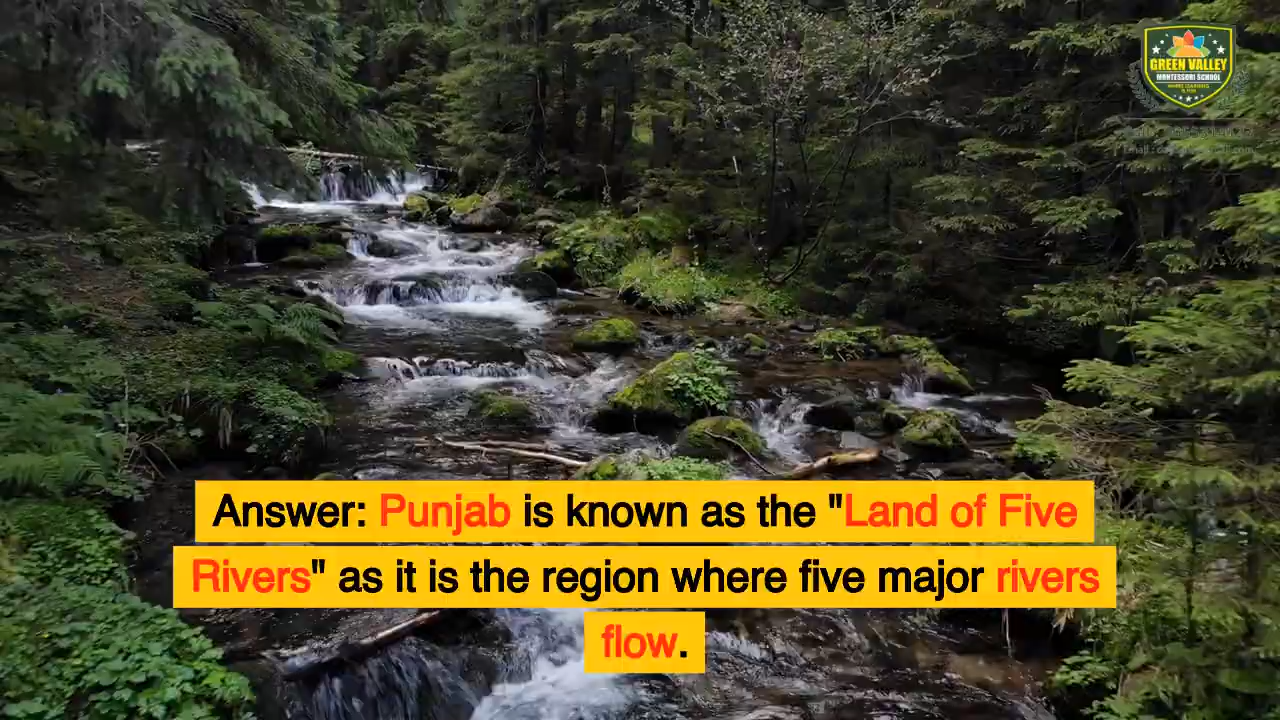 GREEN VALLEY
MONTESSORI SCHOOL
Answer: Punjab is known as the "Land of Five
Rivers" as it is the region where five major rivers
flow.